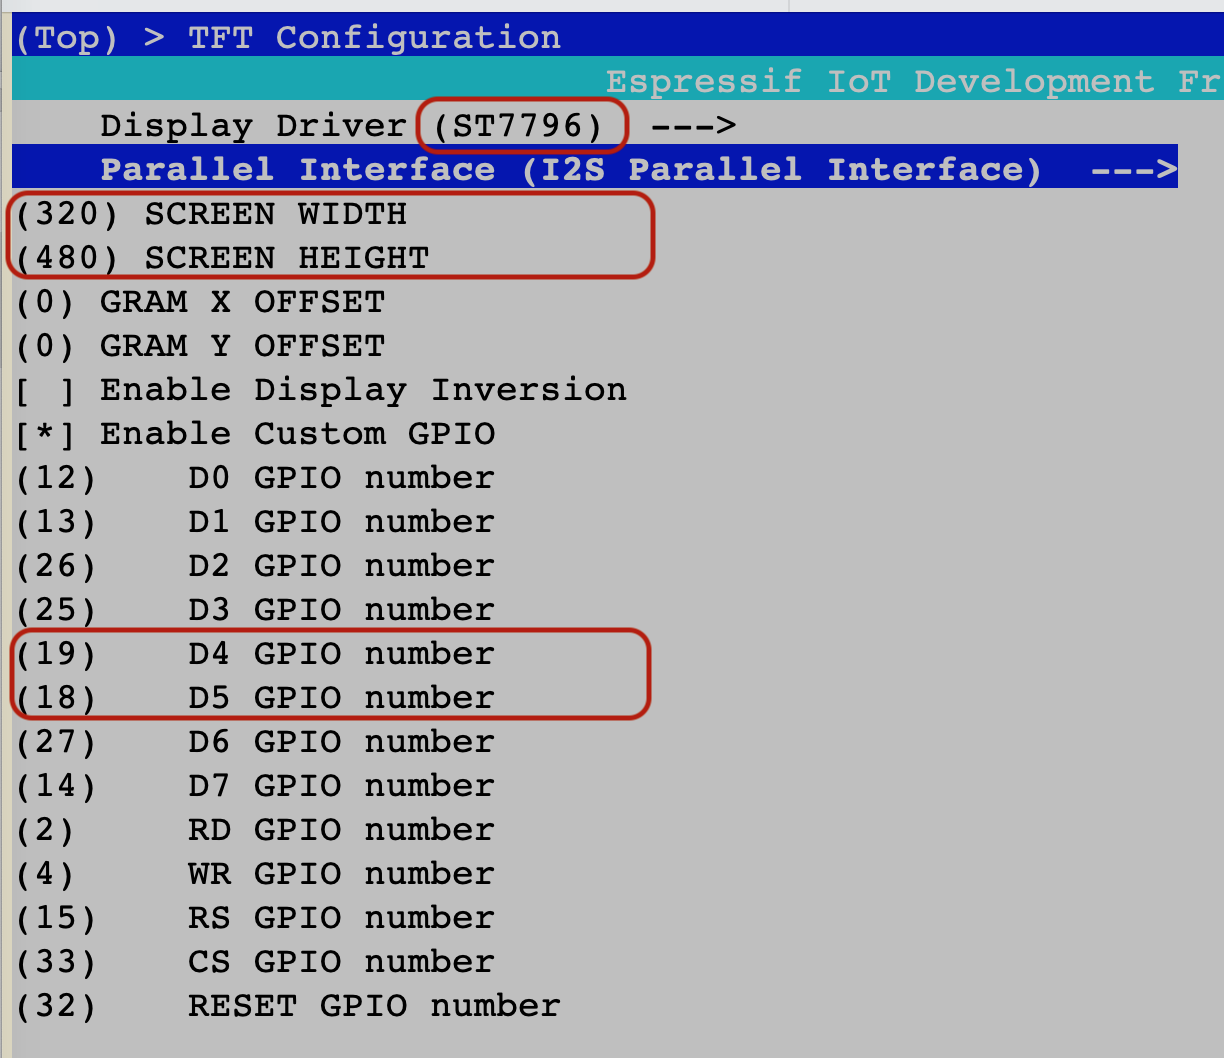 (Top) > TFT Configuration
Espressif IoT Development Fr
Display Driver (ST7796) --->
Parallel Interface (I2S Parallel Interface) --->
(320) SCREEN WIDTH
(480) SCREEN HEIGHT
(0) GRAM X OFFSET
(0) GRAM Y OFFSET
[ ] Enable Display Inversion
[*] Enable Custom GPIO
(12) D0 GPIO number
(13) D1 GPIO number
(26) D2 GPIO number
(25) D3 GPIO number
(19) D4 GPIO number
(18) D5 GPIO number
(27) D6 GPIO number
(14) D7 GPIO number
(2) RD GPIO number
(4) WR GPIO number
(15) RS GPIO number
(33) CS GPIO number
(32) RESET GPIO number